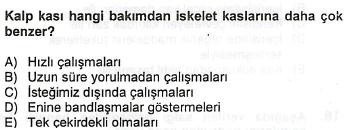 Kalp kası hangi bakımdan iskelet kaslarına daha çok
benzer?
A) Hızlı çalışmaları
B) Uzun süre yorulmadan çalışmaları
C) İsteğimiz dışında çalışmaları
D) Enine bandlaşmalar göstermeleri
E) Tek çekirdekli olmaları